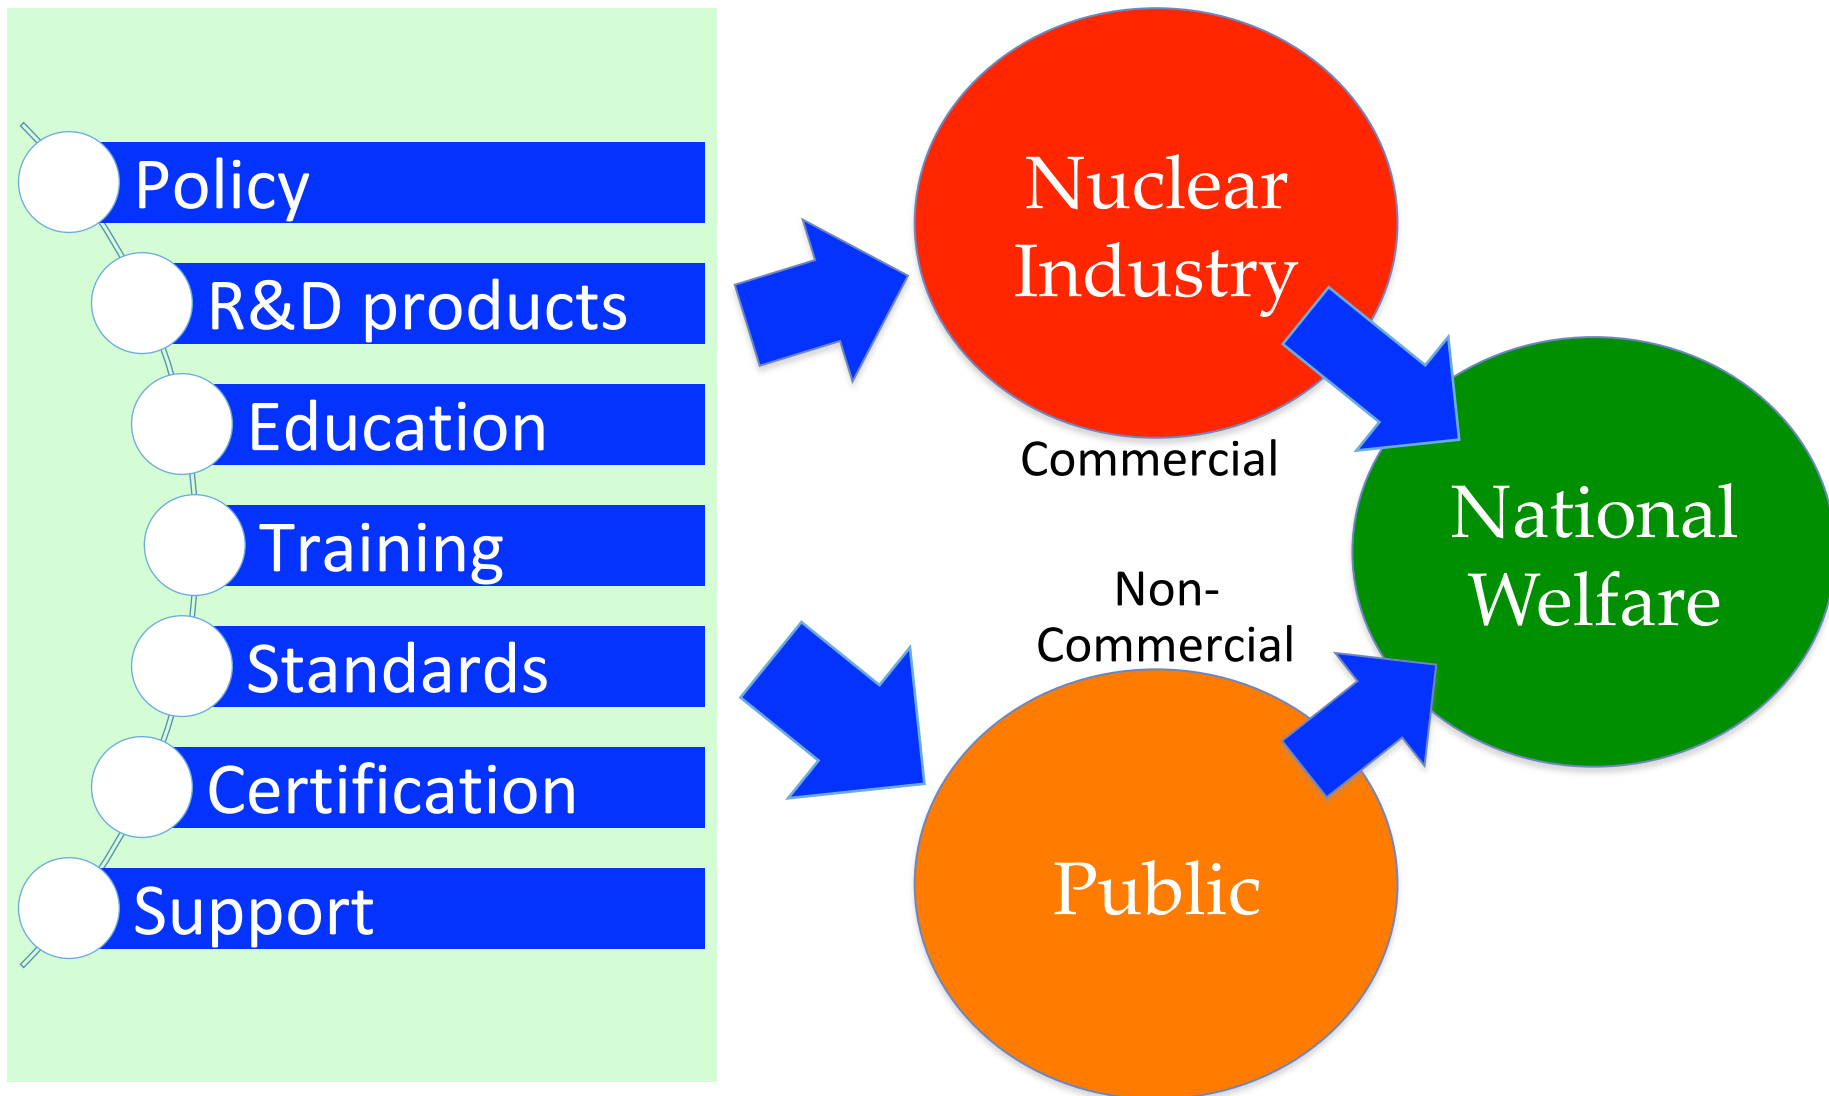 Policy
R&D products
Education
Training
Standards
Certification
Support
Nuclear
Industry
Commercial
Non-
Commercial
Public
National
Welfare